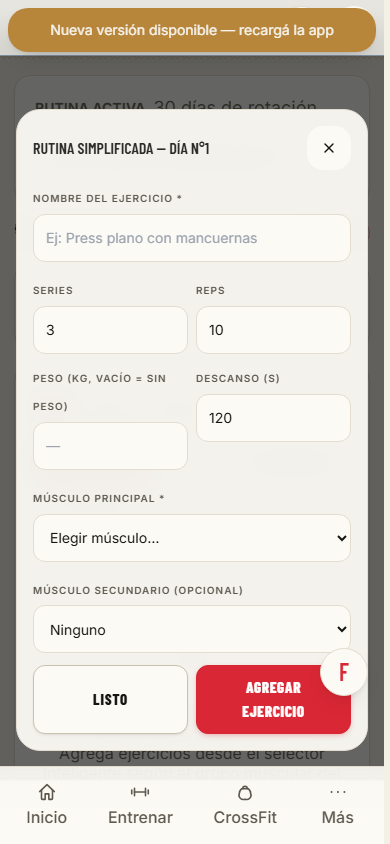 Nueva versión disponible — recargá la app
RUTINA ACTIVA 30 días de rotación
RUTINA SIMPLIFICADA — DÍA N°1
×
NOMBRE DEL EJERCICIO *
Ej: Press plano con mancuernas
SERIES
REPS
3
10
PESO (KG, VACÍO = SIN PESO)
DESCANSO (S)
—
120
MÚSCULO PRINCIPAL *
Elegir músculo...
MÚSCULO SECUNDARIO (OPCIONAL)
Ninguno
LISTO
AGREGAR
EJERCICIO
F
Agrega ejercicios desde el selector
Inicio
Entrenar
CrossFit
Más